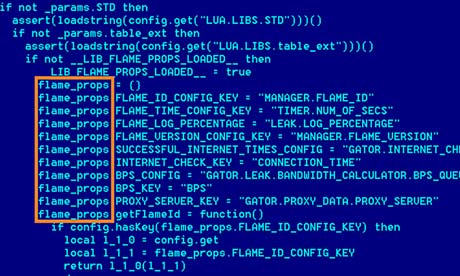 if not _params.STD then
assert(loadstring(config.get("LUA.LIBS.STD")))()
if not _params.table_ext then
assert(loadstring(config.get("LUA.LIBS.table_ext")))()
if not __LIB_FLAME_PROPS_LOADED__ then
LIB_FLAME_PROPS_LOADED__ = true
flame_props = {}
flame_props FLAME_ID_CONFIG_KEY = "MANAGER.FLAME_ID"
flame_props FLAME_TIME_CONFIG_KEY = "TIMER.NUM_OF_SECS"
flame_props FLAME_LOG_PERCENTAGE = "LEAK.LOG_PERCENTAGE"
flame_props FLAME_VERSION_CONFIG_KEY = "MANAGER.FLAME_VERSION"
flame_props SUCCESSFUL_INTERNET_TIMES_CONFIG = "GATOR.INTERNET_CH
flame_props INTERNET_CHECK_KEY = "CONNECTION_TIME"
flame_props BPS_CONFIG = "GATOR.LEAK.BANDWIDTH_CALCULATOR.BPS_QUEU
flame_props BPS_KEY = "BPS"
flame_props PROXY_SERVER_KEY = "GATOR.PROXY_DATA.PROXY_SERVER"
flame_props getFlameId = function()
if config.hasKey(flame_props.FLAME_ID_CONFIG_KEY) then
local l_1_0 = config.get
local l_1_1 = flame_props.FLAME_ID_CONFIG_KEY
return l_1_0(l_1_1)